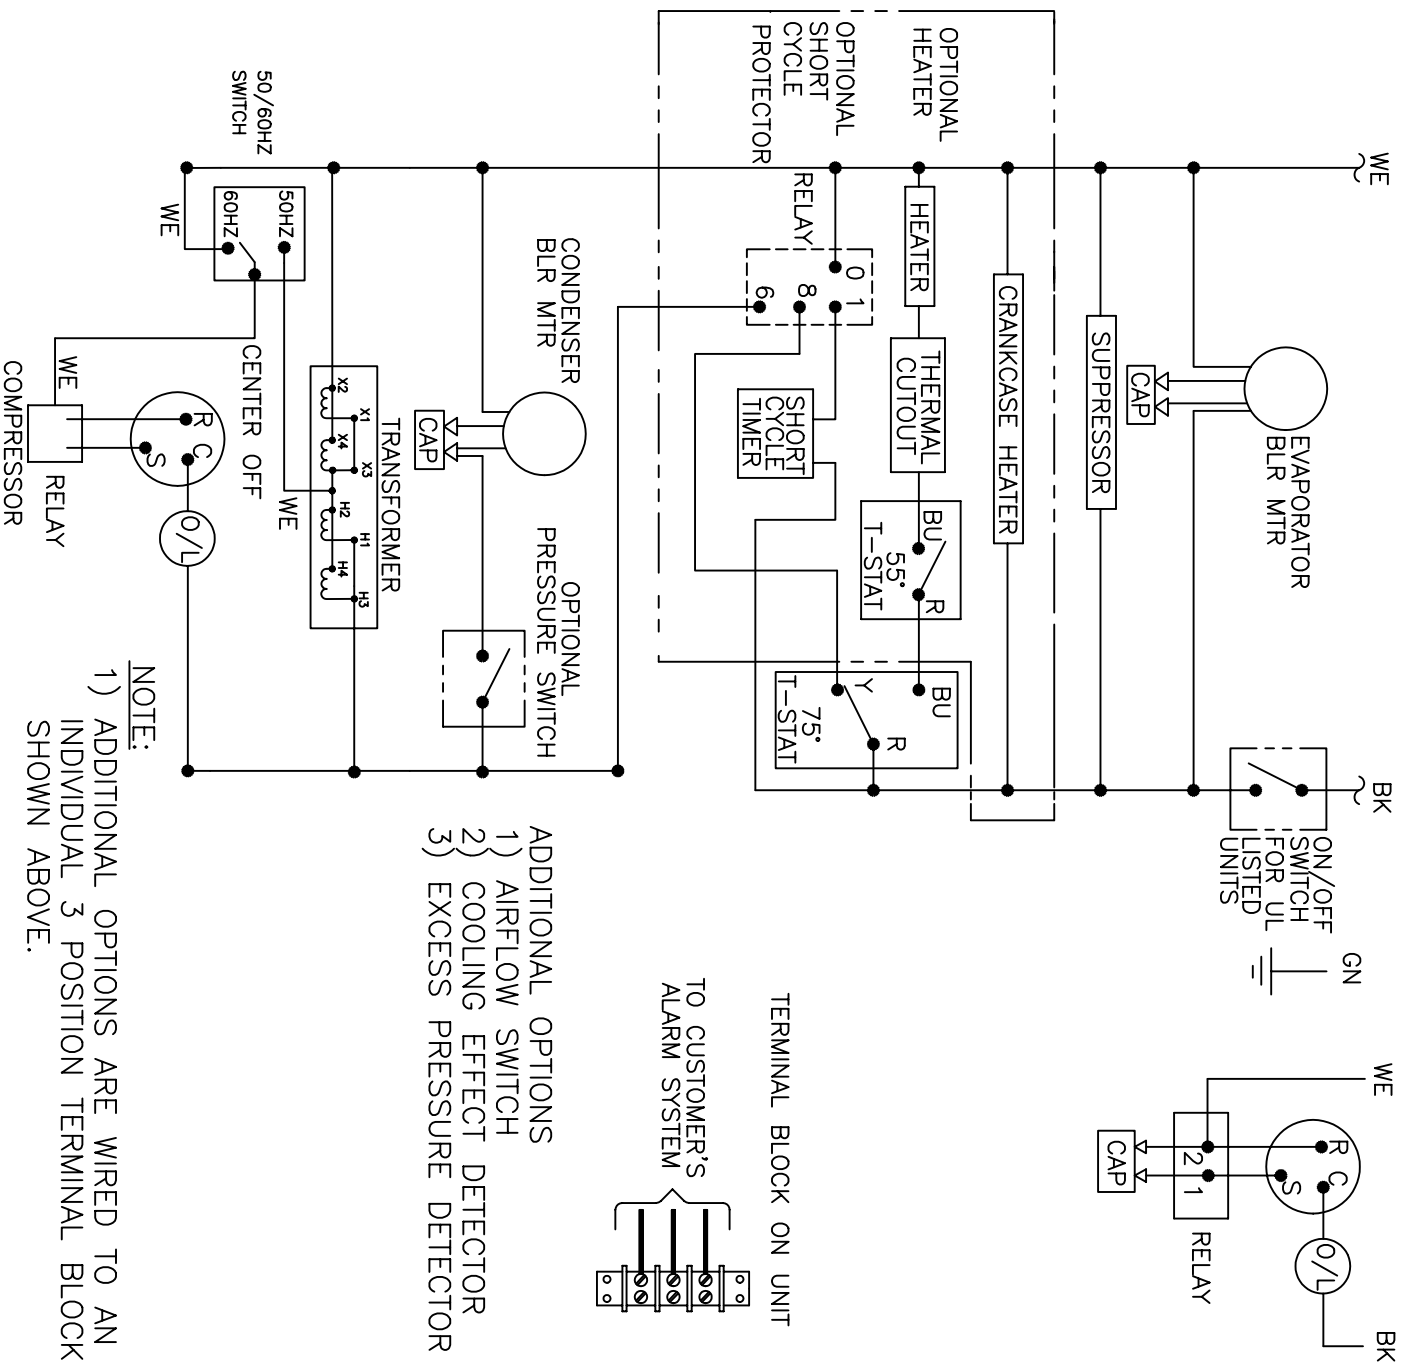 WE
BK
GN
EVAPORATOR
BLR MTR
CAP
ON/OFF
SWITCH
FOR UL
LISTED
UNITS
SUPPRESSOR
CRANKCASE HEATER
OPTIONAL
HEATER
HEATER
THERMAL
CUTOUT
BU
R
55°
T-STAT
BU
R
Y
75°
T-STAT
OPTIONAL
SHORT
CYCLE
PROTECTOR
RELAY
0
1
8
6
SHORT
CYCLE
TIMER
CONDENSER
BLR MTR
CAP
OPTIONAL
PRESSURE SWITCH
TRANSFORMER
X2
X1
X4
X3
H2
H1
H4
H3
50/60HZ
SWITCH
50HZ
60HZ
WE
WE
CENTER OFF
WE
R
C
S
O/L
RELAY
COMPRESSOR
WE
BK
R
C
S
O/L
2
1
RELAY
CAP
TERMINAL BLOCK ON UNIT
TO CUSTOMER'S
ALARM SYSTEM
ADDITIONAL OPTIONS
1) AIRFLOW SWITCH
2) COOLING EFFECT DETECTOR
3) EXCESS PRESSURE DETECTOR
NOTE:
1) ADDITIONAL OPTIONS ARE WIRED TO AN
INDIVIDUAL 3 POSITION TERMINAL BLOCK
SHOWN ABOVE.